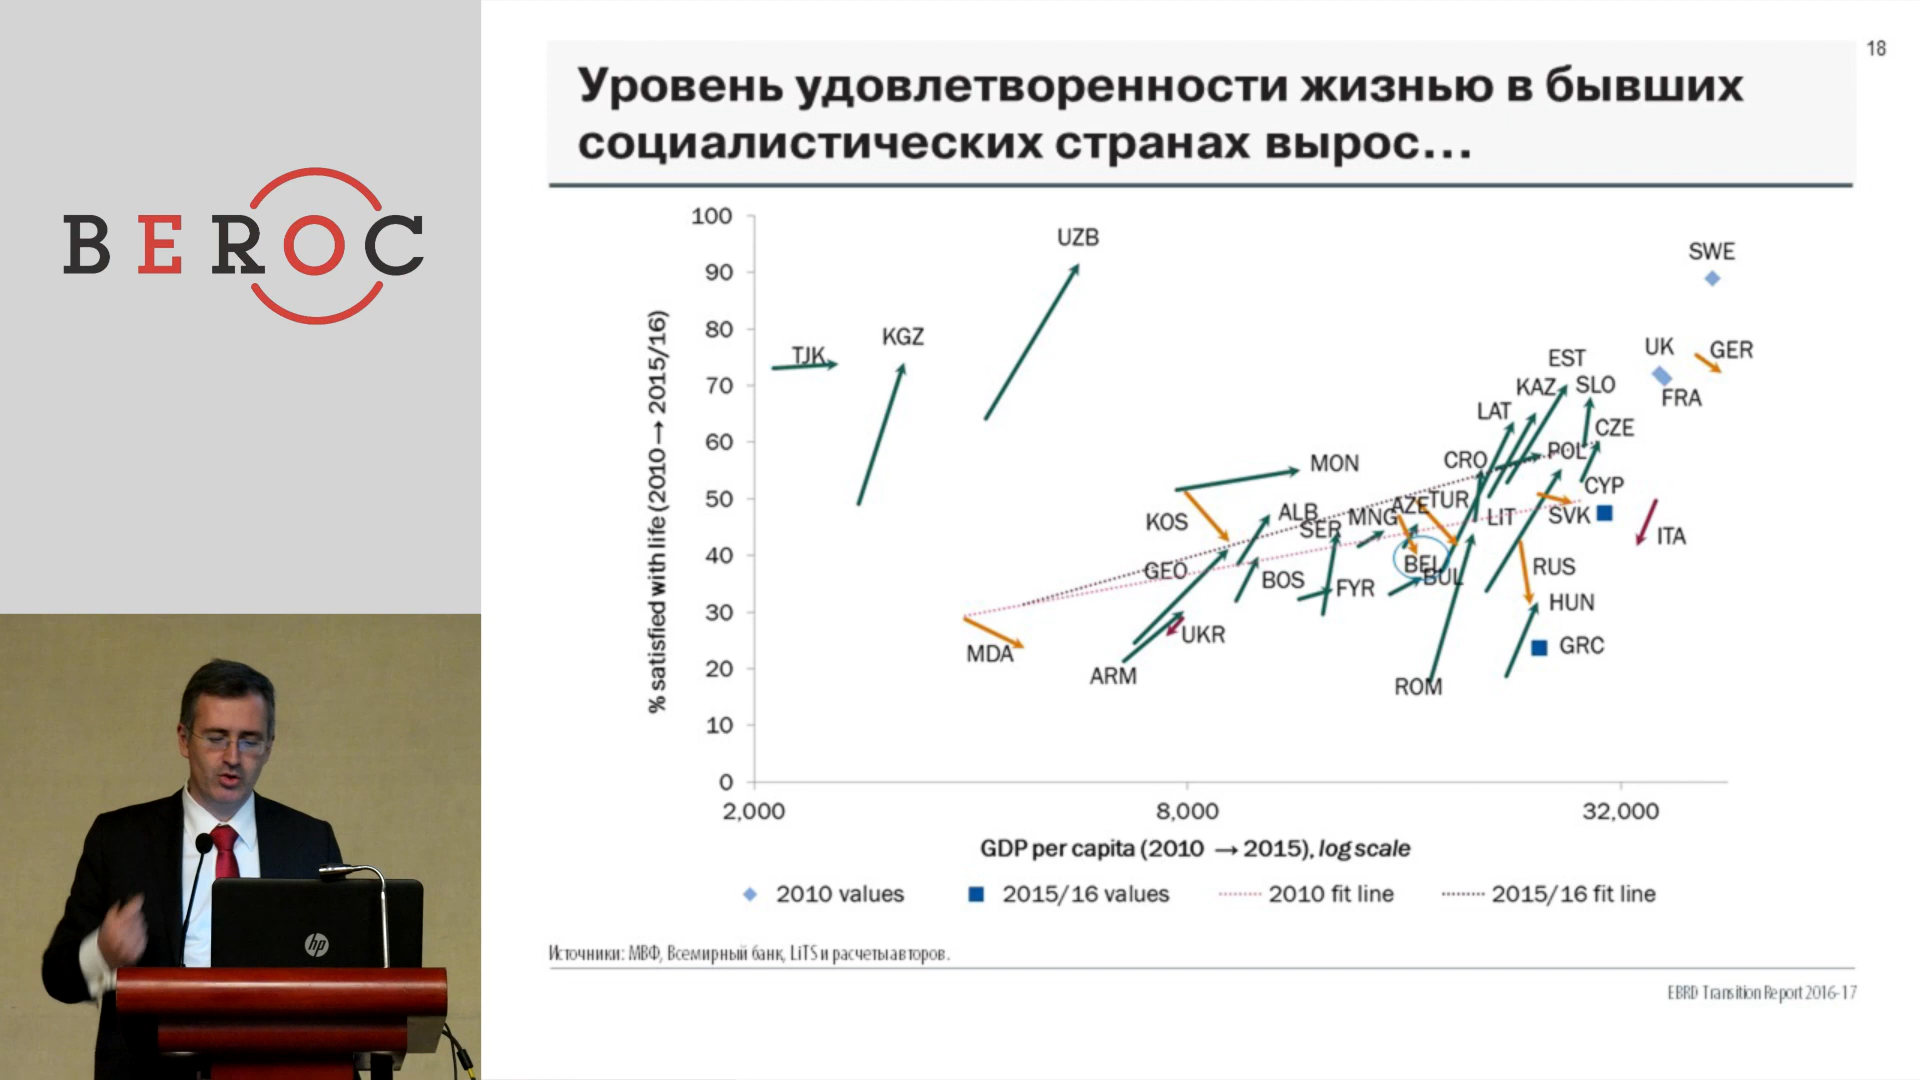 BEROC
18
Уровень удовлетворенности жизнью в бывших
социалистических странах вырос...
% satisfied with life (2010 → 2015/16)
100
90
80
70
60
50
40
30
20
10
0
2,000
8,000
32,000
UZB
SWE
KGZ
TJK
UK
GER
EST
KAZ
SLO
FRA
LAT
CZE
POL
CRO
MON
CYP
TUR
AZE
KOS
ALB
SER
MNG
LIT
SVK
ITA
GEO
BEL
BUL
RUS
BOS
FYR
HUN
UKR
GRC
MDA
ARM
ROM
GDP per capita (2010 → 2015), log scale
2010 values
2015/16 values
2010 fit line
2015/16 fit line
Источники: МВФ, Всемирный банк, LiTS и расчеты авторов.
EBRD Transition Report 2016-17
hp